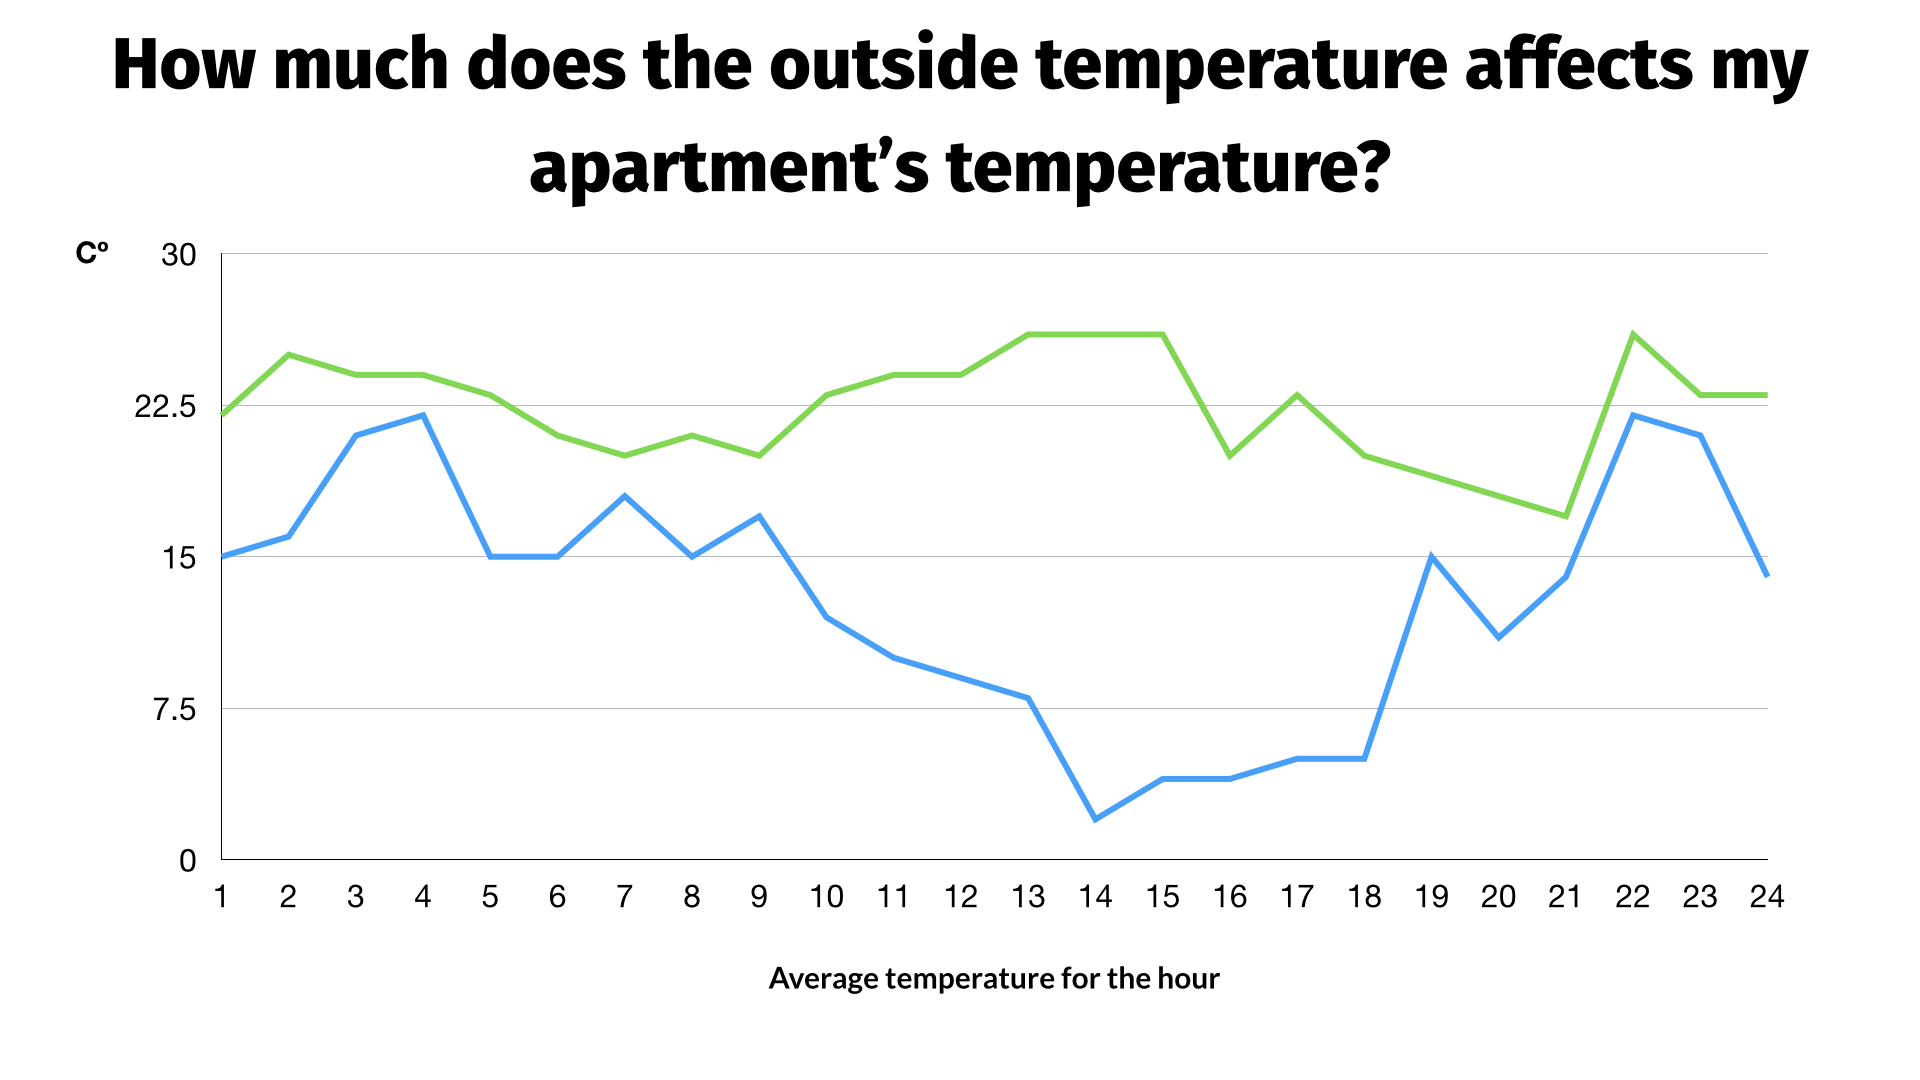 How much does the outside temperature affects my
apartment’s temperature?
Cº
30
22.5
15
7.5
0
1 2 3 4 5 6 7 8 9 10 11 12 13 14 15 16 17 18 19 20 21 22 23 24
Average temperature for the hour